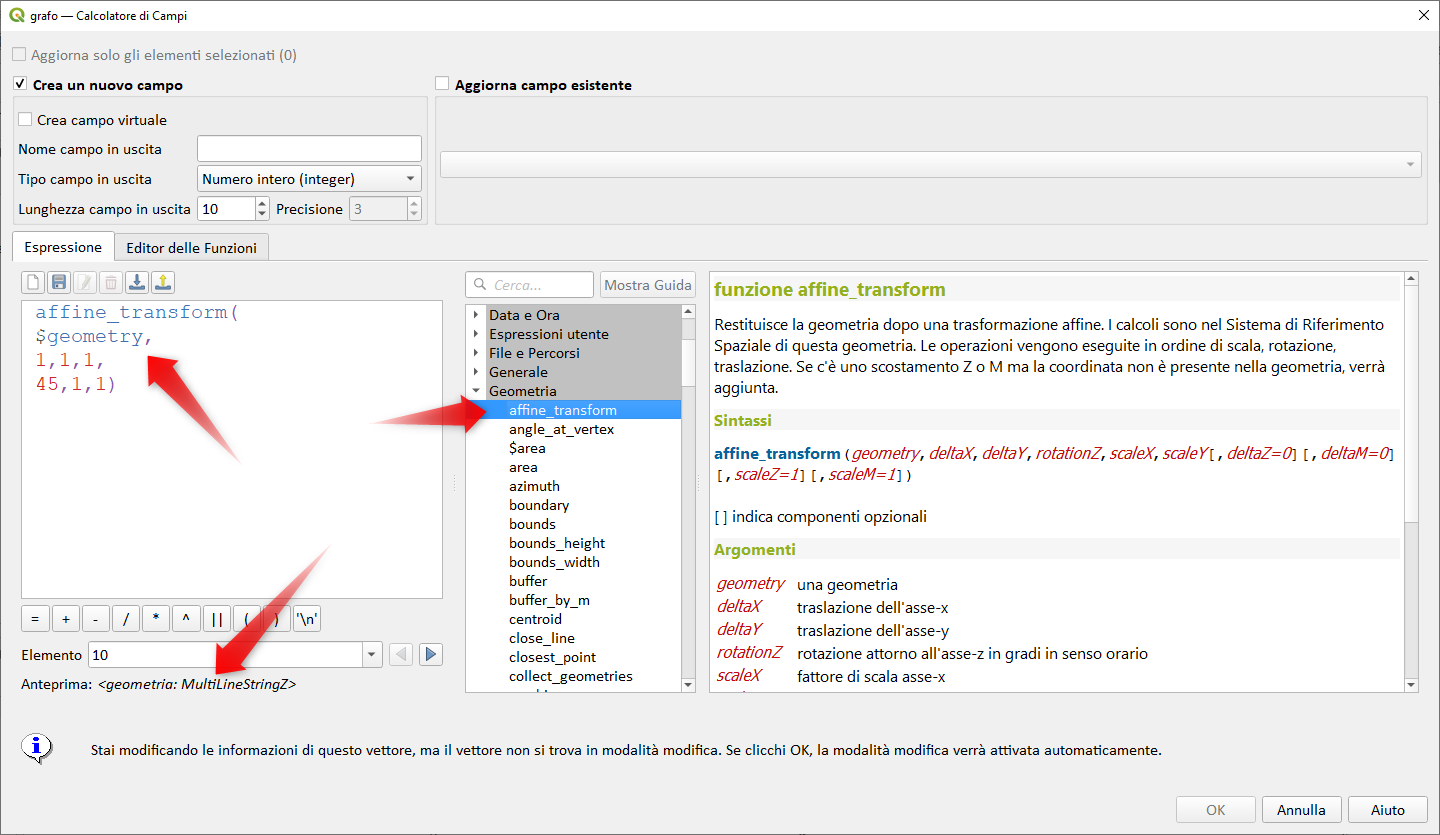 grafo — Calcolatore di Campi
Aggiorna solo gli elementi selezionati (0)
Crea un nuovo campo
Aggiorna campo esistente
Crea campo virtuale
Nome campo in uscita
Tipo campo in uscita
Numero intero (integer)
Lunghezza campo in uscita
10
Precisione
3
Espressione
Editor delle Funzioni
affine_transform(
$geometry,
1,1,1,
45,1,1)
=
+
-
/
*
^
||
(
)
'\n'
Elemento
10
Anteprima: <geometria: MultiLineStringZ>
Cerca...
Mostra Guida
Data e Ora
Espressioni utente
File e Percorsi
Generale
Geometria
affine_transform
angle_at_vertex
$area
area
azimuth
boundary
bounds
bounds_height
bounds_width
buffer
buffer_by_m
centroid
close_line
closest_point
collect_geometries
funzione affine_transform
Restituisce la geometria dopo una trasformazione affine. I calcoli sono nel Sistema di Riferimento
Spaziale di questa geometria. Le operazioni vengono eseguite in ordine di scala, rotazione,
traslazione. Se c'è uno scostamento Z o M ma la coordinata non è presente nella geometria, verrà
aggiunta.
Sintassi
affine_transform(geometry, deltaX, deltaY, rotationZ, scaleX, scaleY[, deltaZ=0][, deltaM=0]
[, scaleZ=1][, scaleM=1])
[ ] indica componenti opzionali
Argomenti
geometry una geometria
deltaX traslazione dell'asse-x
deltaY traslazione dell'asse-y
rotationZ rotazione attorno all'asse-z in gradi in senso orario
scaleX fattore di scala asse-x
Stai modificando le informazioni di questo vettore, ma il vettore non si trova in modalità modifica. Se clicchi OK, la modalità modifica verrà attivata automaticamente.
OK
Annulla
Aiuto